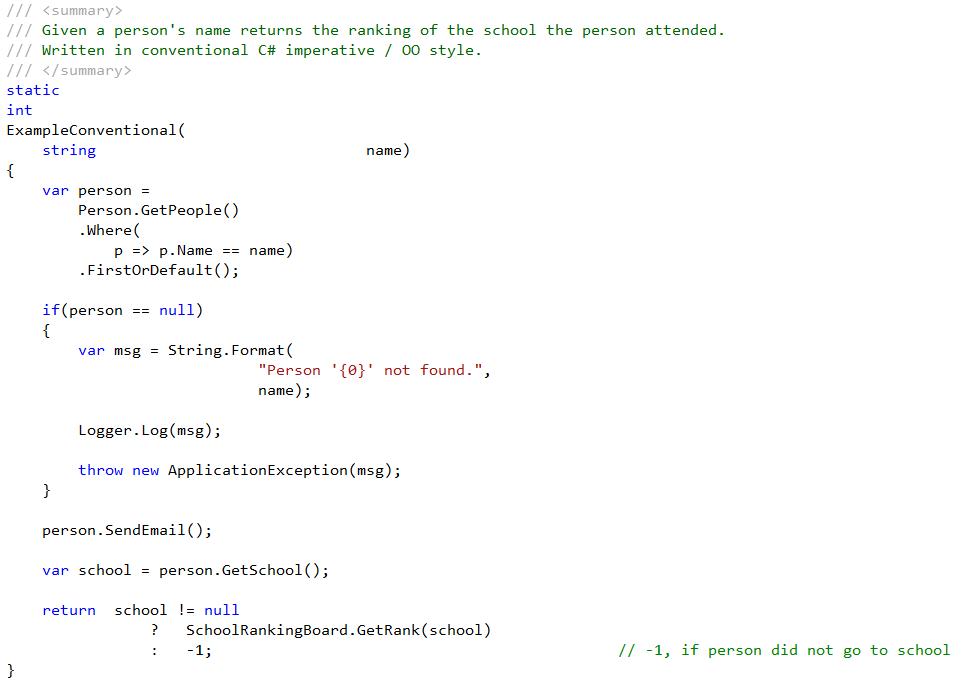 /// <summary>
/// Given a person's name returns the ranking of the school the person attended.
/// Written in conventional C# imperative / OO style.
/// </summary>
static
int
ExampleConventional(
    string                              name)
{
    var person =
        Person.GetPeople()
        .Where(
            p => p.Name == name)
        .FirstOrDefault();

    if(person == null)
    {
        var msg = String.Format(
                            "Person '{0}' not found.",
                            name);

        Logger.Log(msg);

        throw new ApplicationException(msg);
    }

    person.SendEmail();

    var school = person.GetSchool();

    return  school != null
                ?   SchoolRankingBoard.GetRank(school)
                :   -1;                                             // -1, if person did not go to school
}